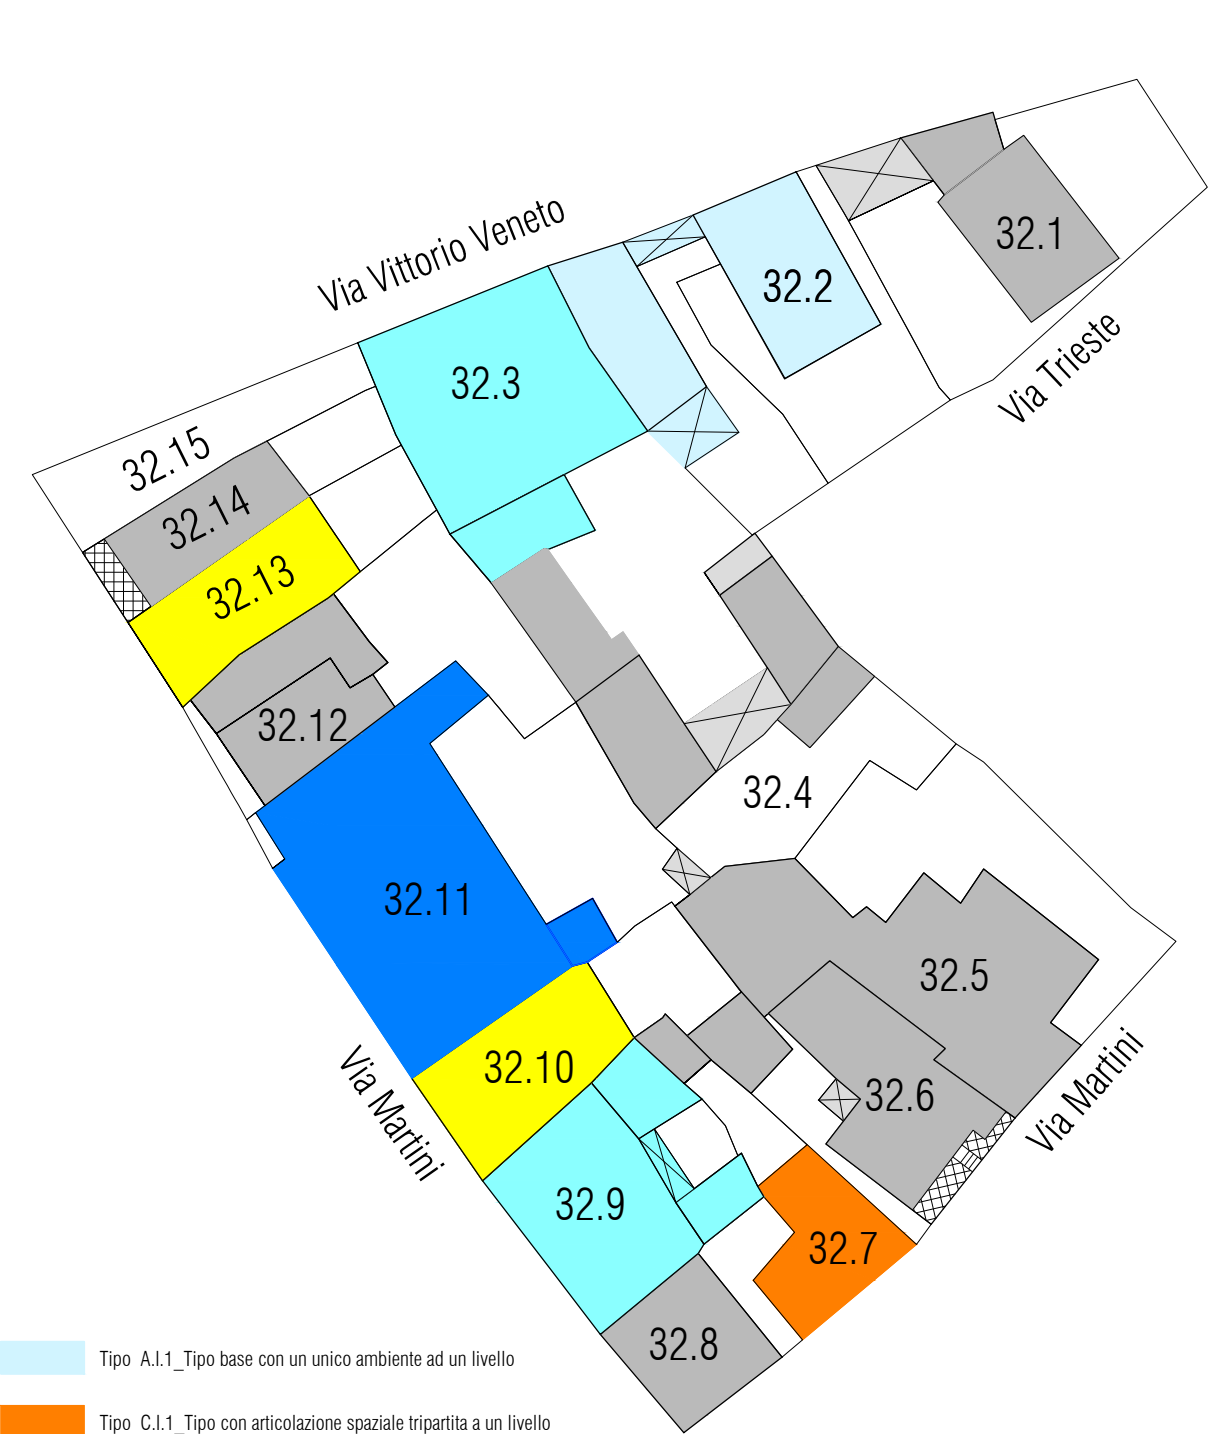 Via Vittorio Veneto
32.1
32.2
Via Trieste
32.3
32.15
32.14
32.13
32.12
32.4
32.11
32.5
32.10
32.6
Via Martini
Via Martini
32.9
32.7
32.8
Tipo A.I.1_Tipo base con un unico ambiente ad un livello
Tipo C.I.1_Tipo con articolazione spaziale tripartita a un livello